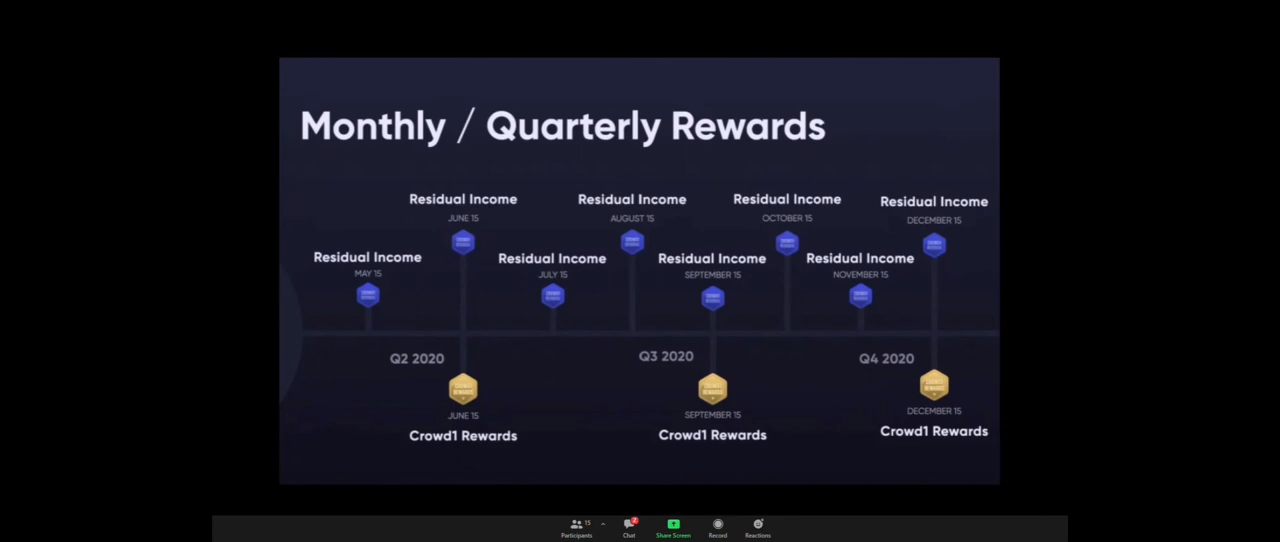 Monthly / Quarterly Rewards
Residual Income
JUNE 15
Residual Income
AUGUST 15
Residual Income
OCTOBER 15
Residual Income
DECEMBER 15
Residual Income
MAY 15
Residual Income
JULY 15
Residual Income
SEPTEMBER 15
Residual Income
NOVEMBER 15
Q2 2020
Q3 2020
Q4 2020
JUNE 15
Crowd1 Rewards
SEPTEMBER 15
Crowd1 Rewards
DECEMBER 15
Crowd1 Rewards
15
2
Participants
Chat
Share Screen
Record
Reactions